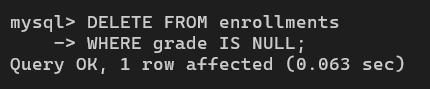 mysql> DELETE FROM enrollments
    -> WHERE grade IS NULL;
Query OK, 1 row affected (0.063 sec)